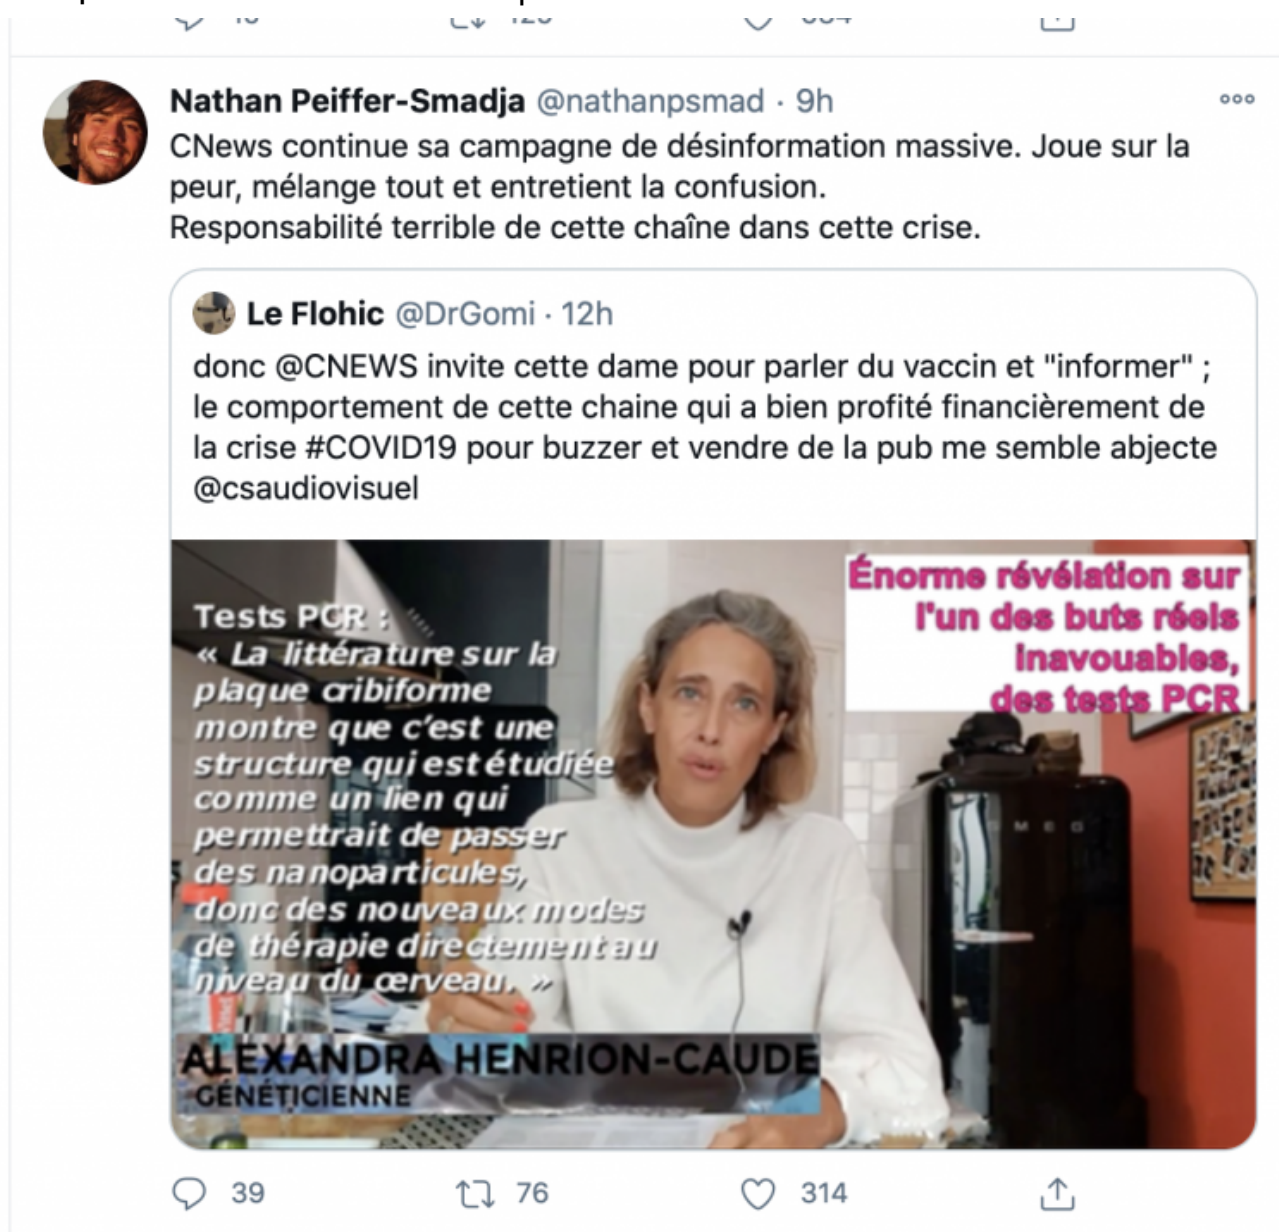 Nathan Peiffer-Smadja @nathanpsmad · 9h
CNews continue sa campagne de désinformation massive. Joue sur la
peur, mélange tout et entretient la confusion.
Responsabilité terrible de cette chaîne dans cette crise.
Le Flohic @DrGomi · 12h
donc @CNEWS invite cette dame pour parler du vaccin et "informer" ;
le comportement de cette chaine qui a bien profité financièrement de
la crise #COVID19 pour buzzer et vendre de la pub me semble abjecte
@csaudiovisuel
Énorme révélation sur
l'un des buts réels
inavouables,
des tests PCR
Tests PCR :
« La littérature sur la
plaque cribiforme
montre que c'est une
structure qui est étudiée
comme un lien qui
permettrait de passer
des nanoparticules,
donc des nouveaux modes
de thérapie directement au
niveau du cerveau. »
SMEG
ALEXANDRA HENRION-CAUDE
GÉNÉTICIENNE
39 76 314